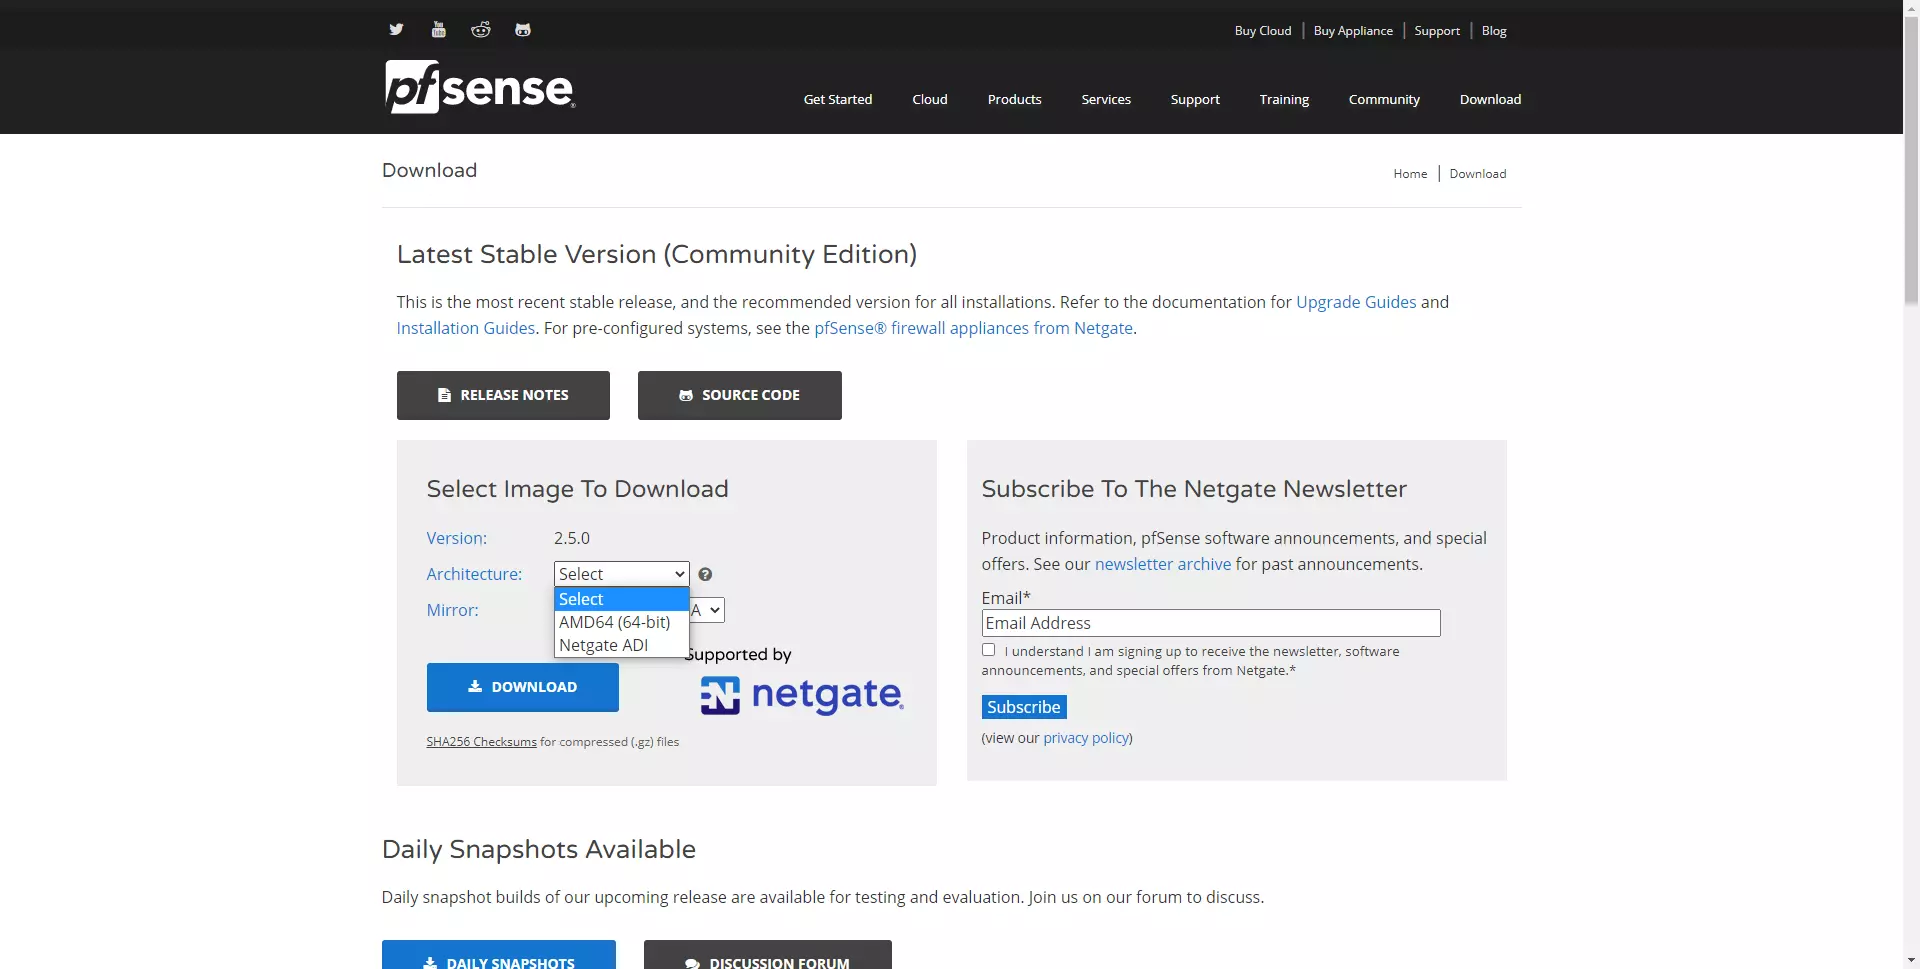 Buy Cloud | Buy Appliance | Support | Blog
pfsense®
Get Started Cloud Products Services Support Training Community Download
Download
Home | Download
Latest Stable Version (Community Edition)
This is the most recent stable release, and the recommended version for all installations. Refer to the documentation for Upgrade Guides and
Installation Guides. For pre-configured systems, see the pfSense® firewall appliances from Netgate.
RELEASE NOTES
SOURCE CODE
Select Image To Download
Version: 2.5.0
Architecture: Select
Select
Mirror: A
AMD64 (64-bit)
Netgate ADI
Supported by
DOWNLOAD
N netgate®
SHA256 Checksums for compressed (.gz) files
Subscribe To The Netgate Newsletter
Product information, pfSense software announcements, and special
offers. See our newsletter archive for past announcements.
Email*
Email Address
I understand I am signing up to receive the newsletter, software
announcements, and special offers from Netgate.*
Subscribe
(view our privacy policy)
Daily Snapshots Available
Daily snapshot builds of our upcoming release are available for testing and evaluation. Join us on our forum to discuss.
DAILY SNAPSHOTS
DISCUSSION FORUM